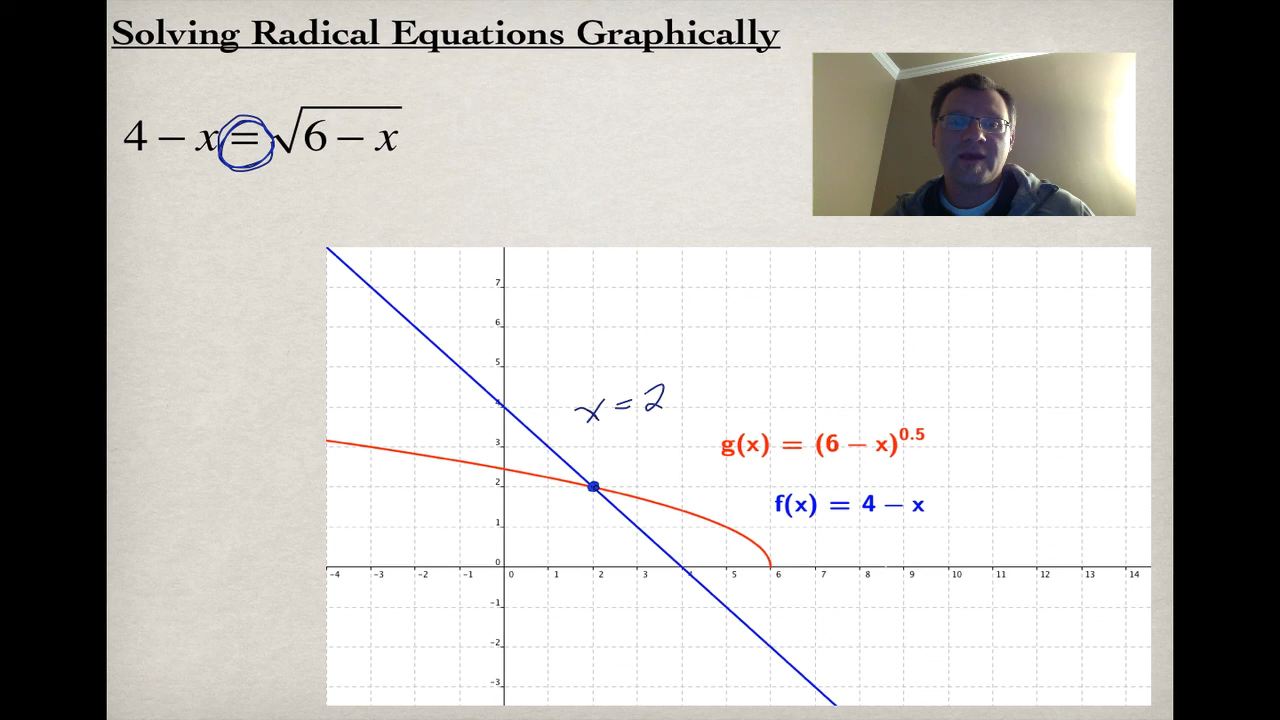 Solving Radical Equations Graphically
4 − x = √(6 − x)
7
6
5
x = 2
4
3
g(x) = (6 − x)^0.5
2
f(x) = 4 − x
1
0
−4 −3 −2 −1 0 1 2 3 4 5 6 7 8 9 10 11 12 13 14
−1
−2
−3